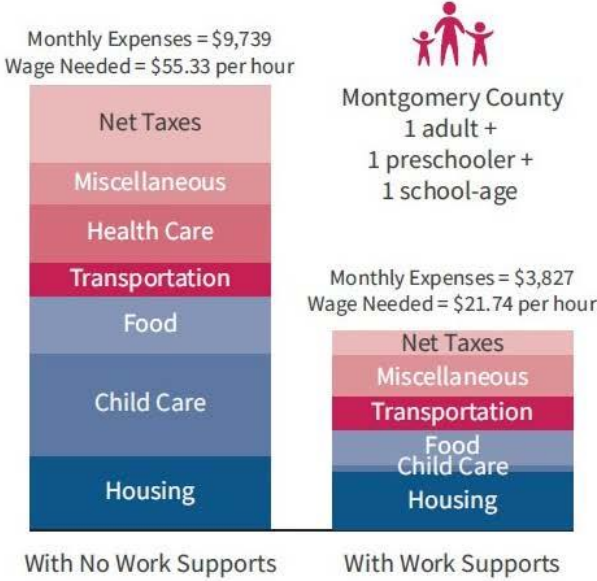 Monthly Expenses = $9,739
Wage Needed = $55.33 per hour
Net Taxes
Miscellaneous
Health Care
Transportation
Food
Child Care
Housing
With No Work Supports
Montgomery County
1 adult +
1 preschooler +
1 school-age
Monthly Expenses = $3,827
Wage Needed = $21.74 per hour
Net Taxes
Miscellaneous
Transportation
Food
Child Care
Housing
With Work Supports